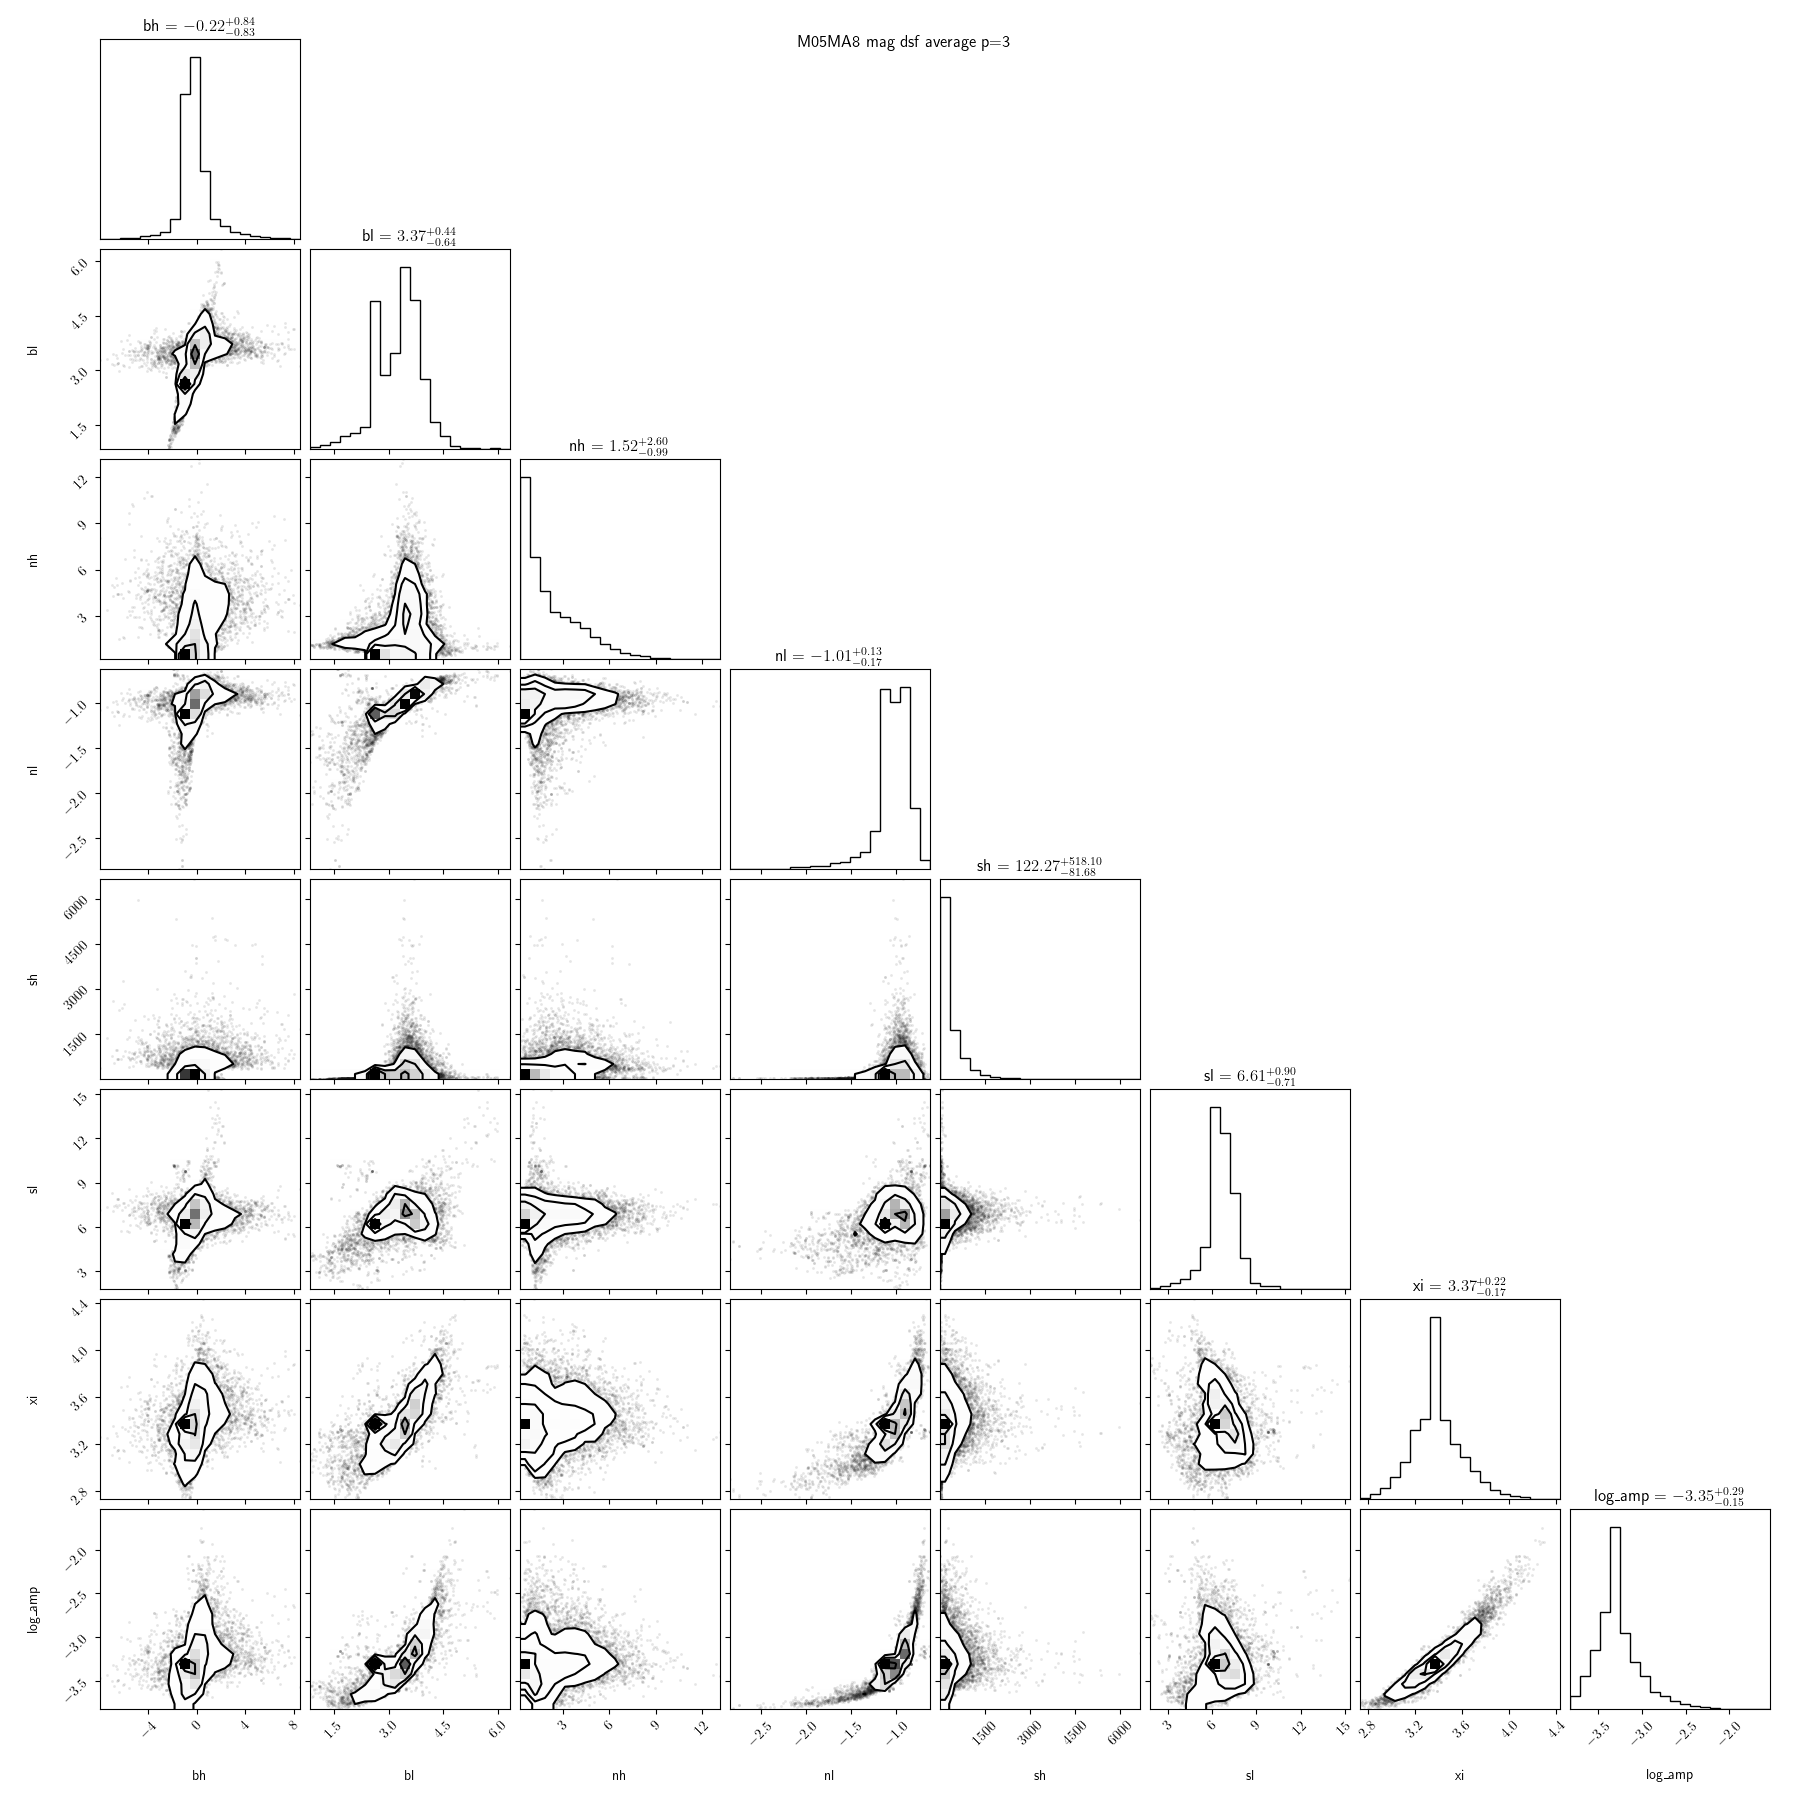 M05MA8 mag dsf average p=3
bh = −0.22 +0.84 −0.83
bl = 3.37 +0.44 −0.64
6.0
4.5
3.0
1.5
bl
nh = 1.52 +2.60 −0.99
12
9
6
3
nh
nl = −1.01 +0.13 −0.17
−1.0
−1.5
−2.0
−2.5
nl
sh = 122.27 +518.10 −81.68
6000
4500
3000
1500
sh
sl = 6.61 +0.90 −0.71
15
12
9
6
3
sl
xi = 3.37 +0.22 −0.17
4.4
4.0
3.6
3.2
2.8
xi
log_amp = −3.35 +0.29 −0.15
−2.0
−2.5
−3.0
−3.5
log_amp
−4 0 4 8
1.5 3.0 4.5 6.0
3 6 9 12
−2.5 −2.0 −1.5 −1.0
1500 3000 4500 6000
3 6 9 12 15
2.8 3.2 3.6 4.0 4.4
−3.5 −3.0 −2.5 −2.0
bh bl nh nl sh sl xi log_amp